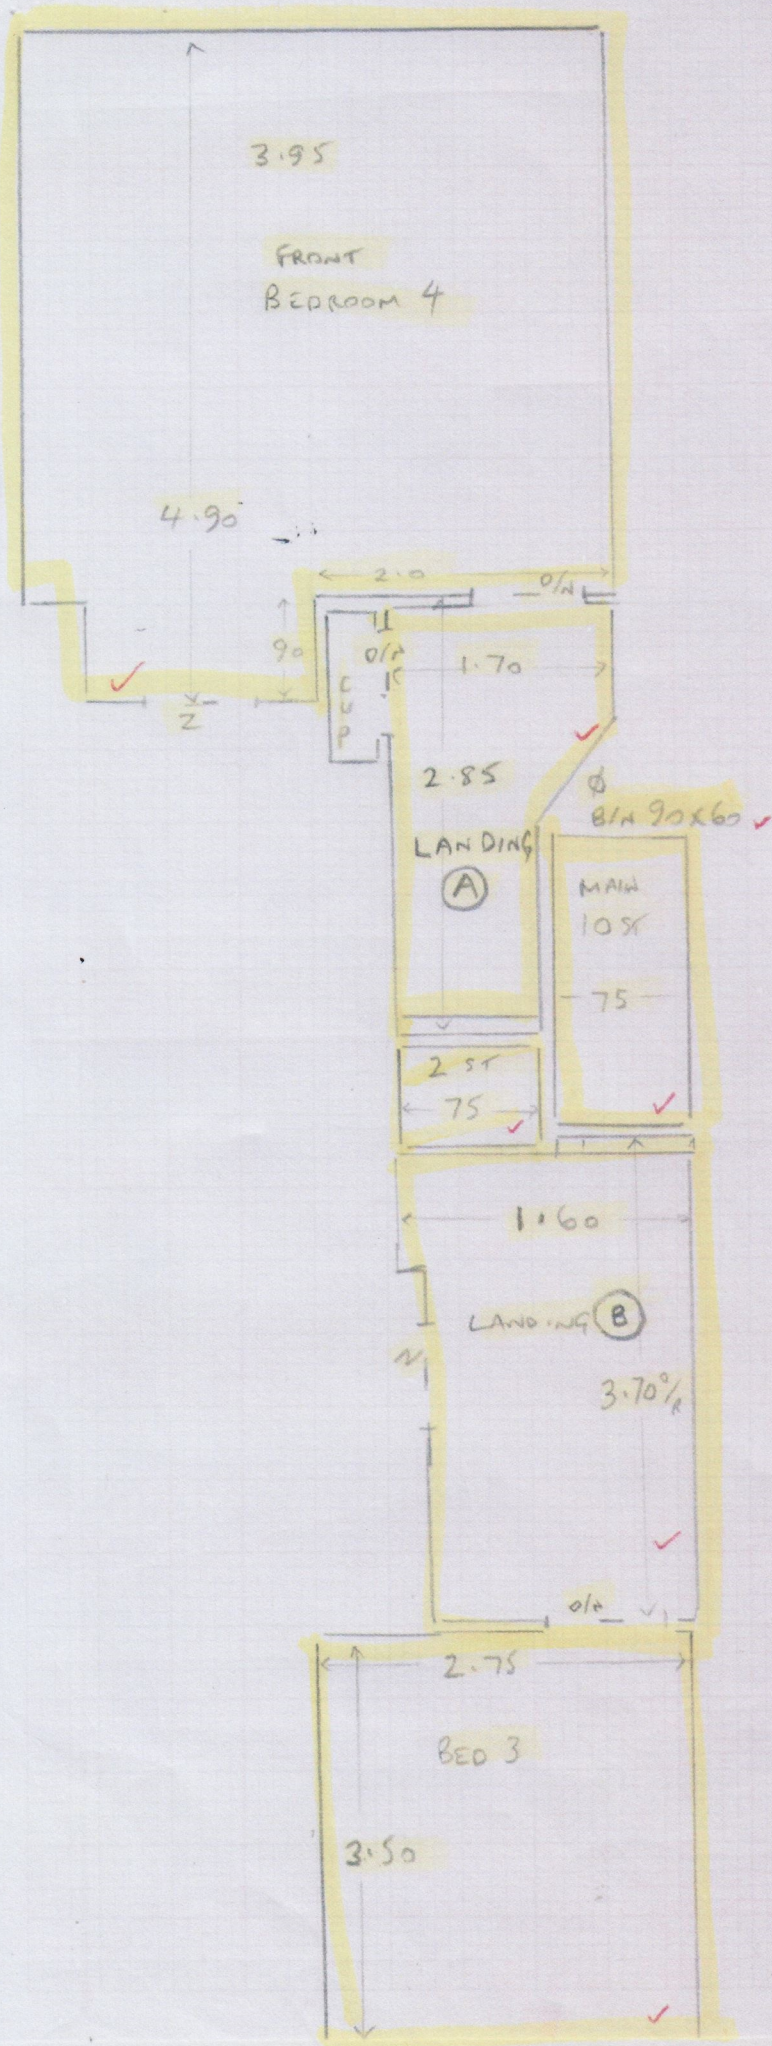 3.95
FRONT
BEDROOM 4
4.90
2.0
O/N
90
O/N
1.70
CUP
Z
2.85
LANDING
A
B/N 90X60
MAIN
10 ST
75
2 ST
75
1.60
LANDING B
N
3.70 O/R
O/N
2.75
BED 3
3.50